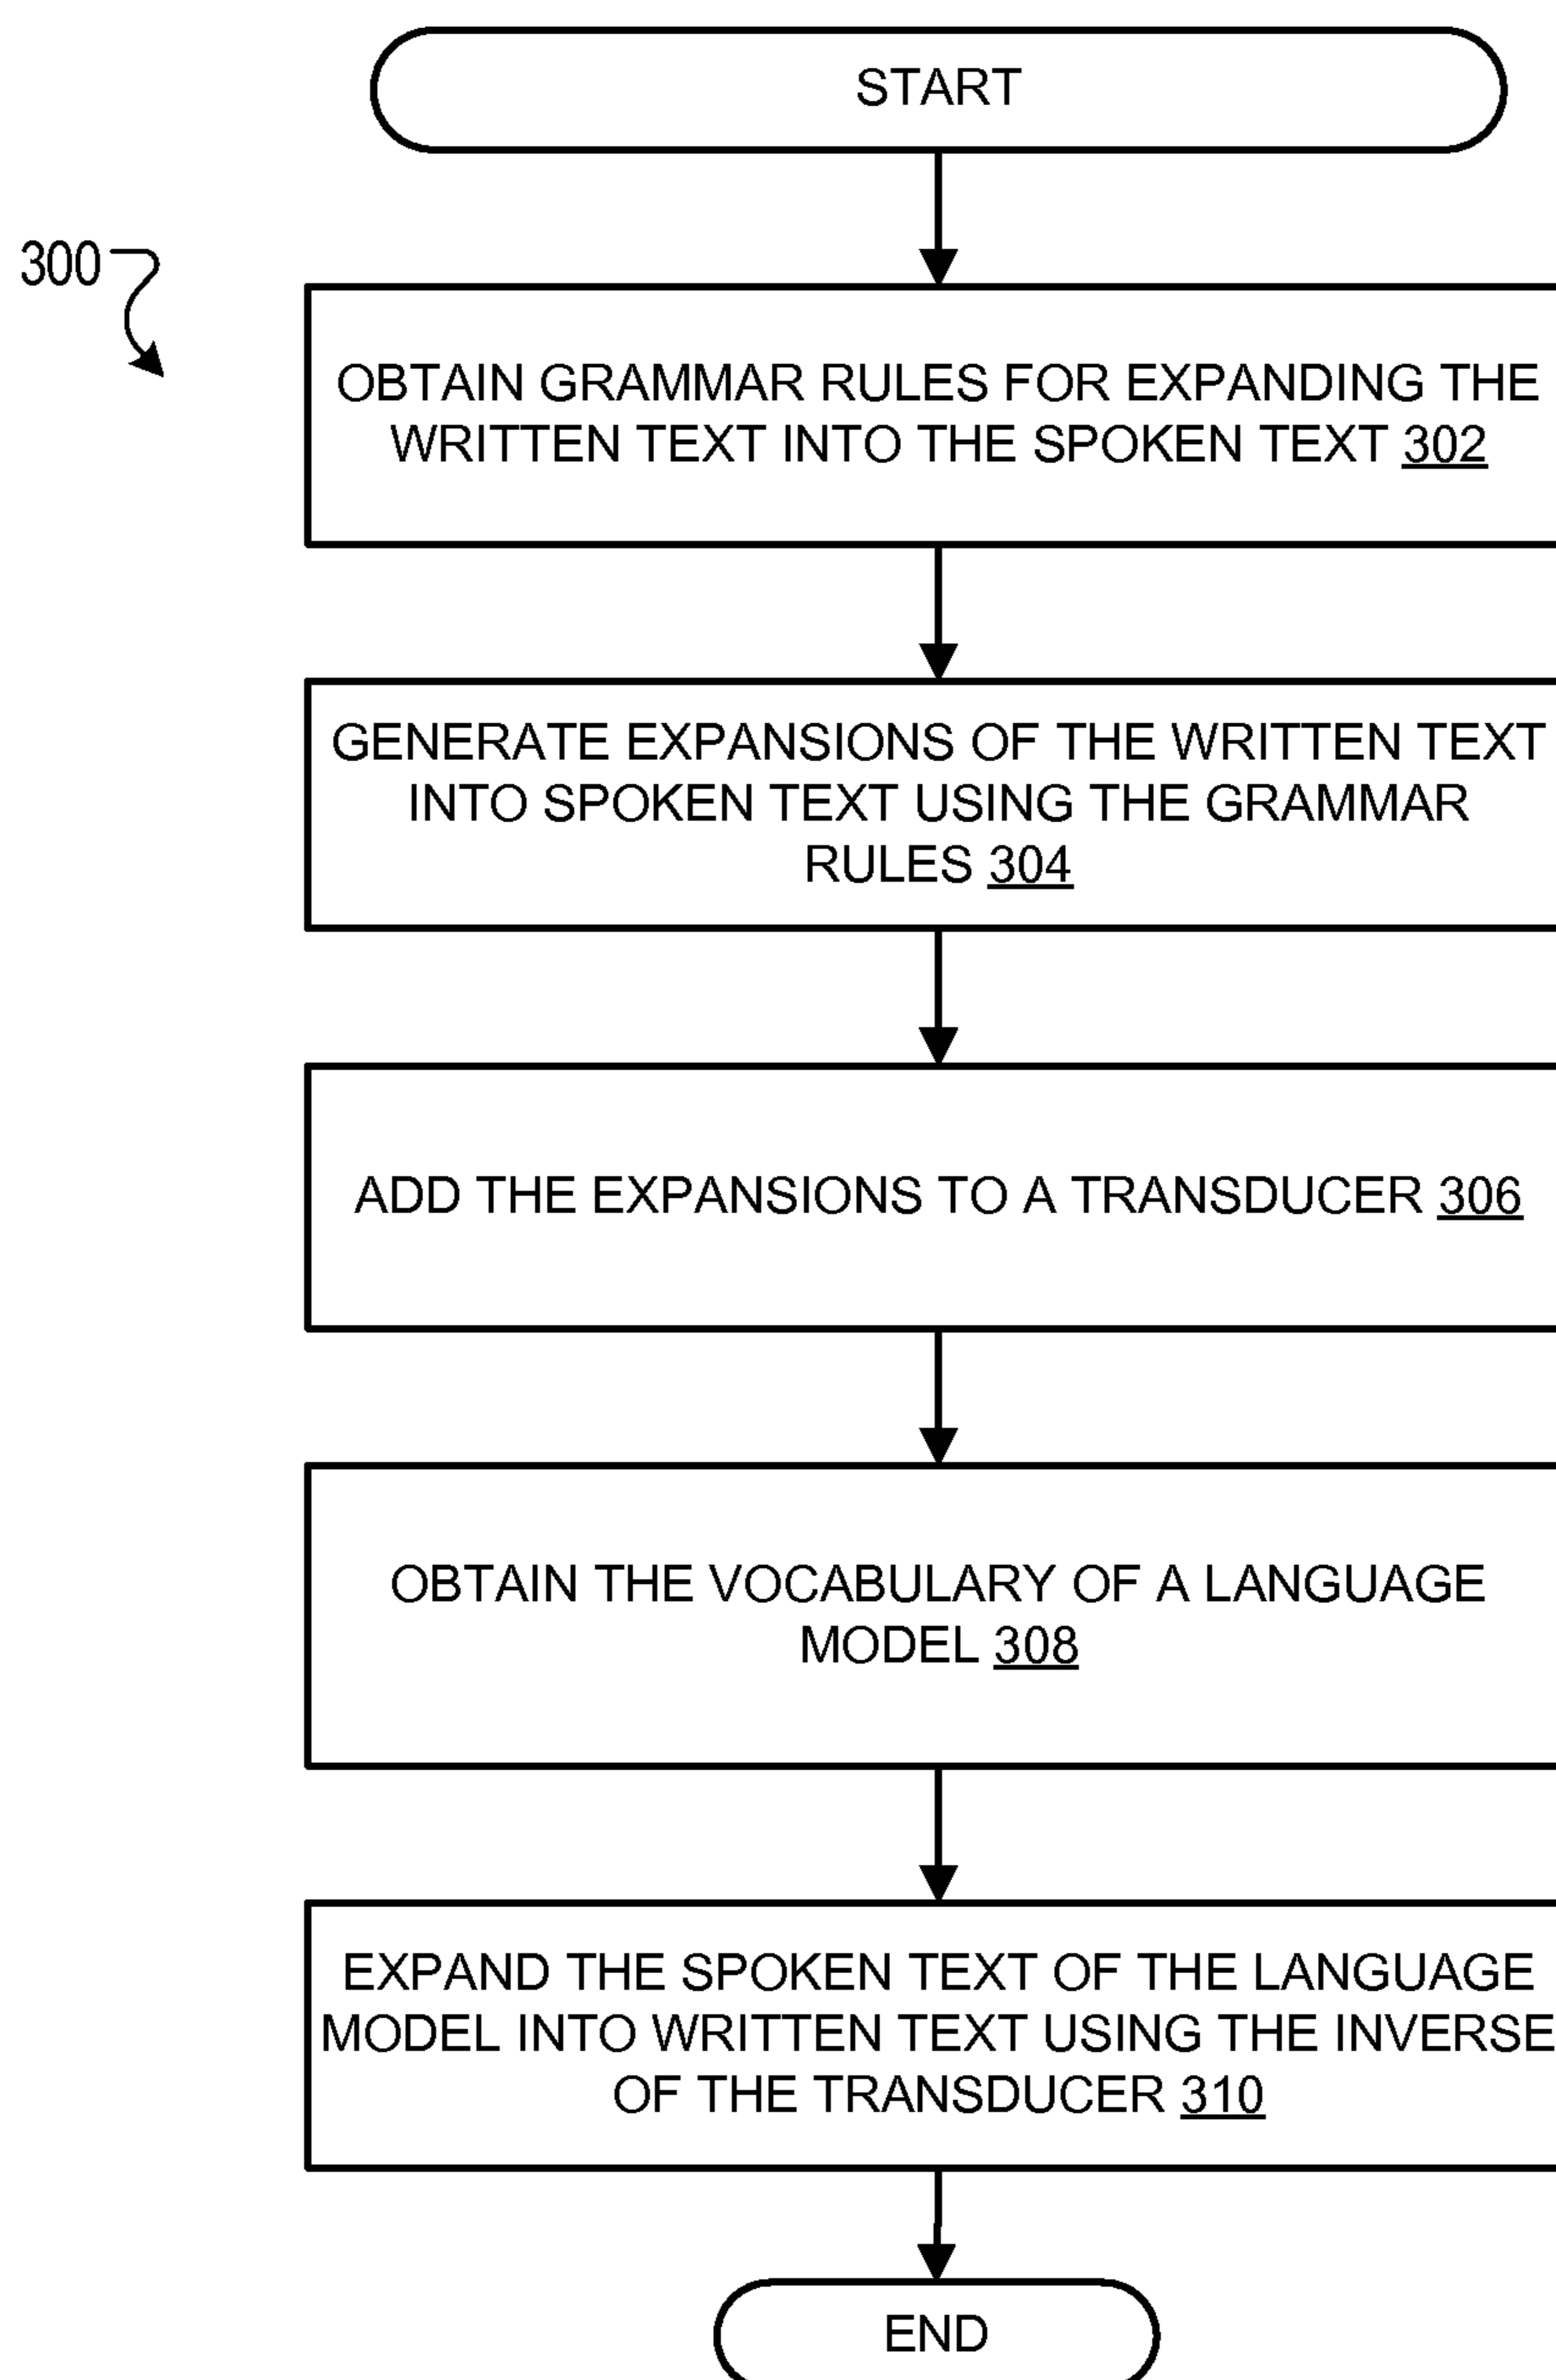 START
300
OBTAIN GRAMMAR RULES FOR EXPANDING THE
WRITTEN TEXT INTO THE SPOKEN TEXT 302
GENERATE EXPANSIONS OF THE WRITTEN TEXT
INTO SPOKEN TEXT USING THE GRAMMAR
RULES 304
ADD THE EXPANSIONS TO A TRANSDUCER 306
OBTAIN THE VOCABULARY OF A LANGUAGE
MODEL 308
EXPAND THE SPOKEN TEXT OF THE LANGUAGE
MODEL INTO WRITTEN TEXT USING THE INVERSE
OF THE TRANSDUCER 310
END